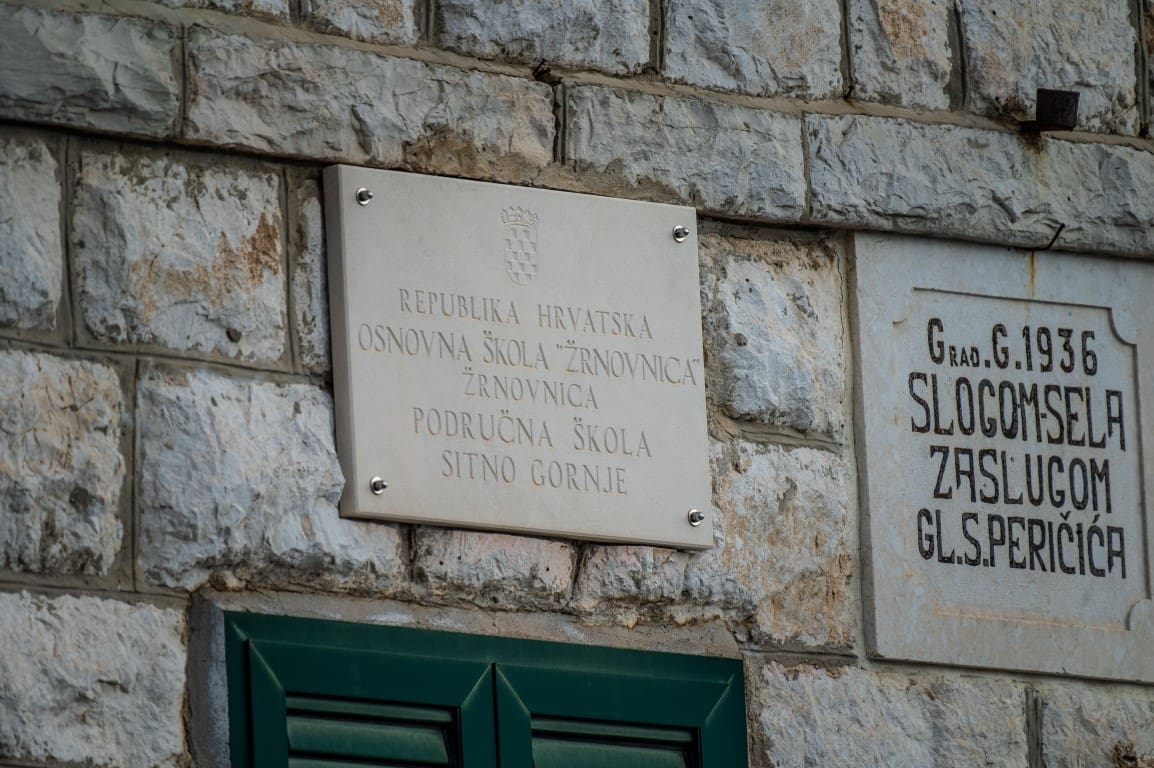 REPUBLIKA HRVATSKA
OSNOVNA ŠKOLA "ŽRNOVNICA"
ŽRNOVNICA
PODRUČNA ŠKOLA
SITNO GORNJE
GRAD.G.1936
SLOGOM-SELA
ZASLUGOM
GL.S.PERIČIĆA